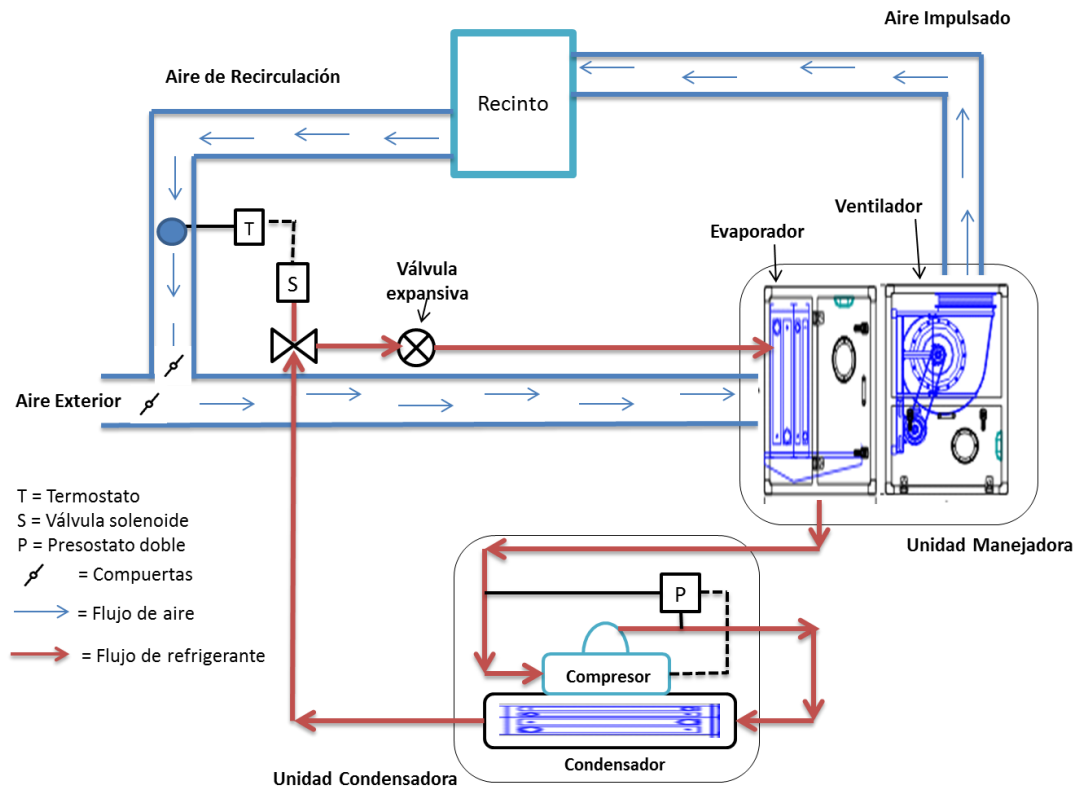 Aire Impulsado
Aire de Recirculación
Recinto
Ventilador
Evaporador
T
S
Válvula
expansiva
Aire Exterior
T = Termostato
S = Válvula solenoide
P = Presostato doble
= Compuertas
= Flujo de aire
= Flujo de refrigerante
Unidad Manejadora
P
Compresor
Condensador
Unidad Condensadora